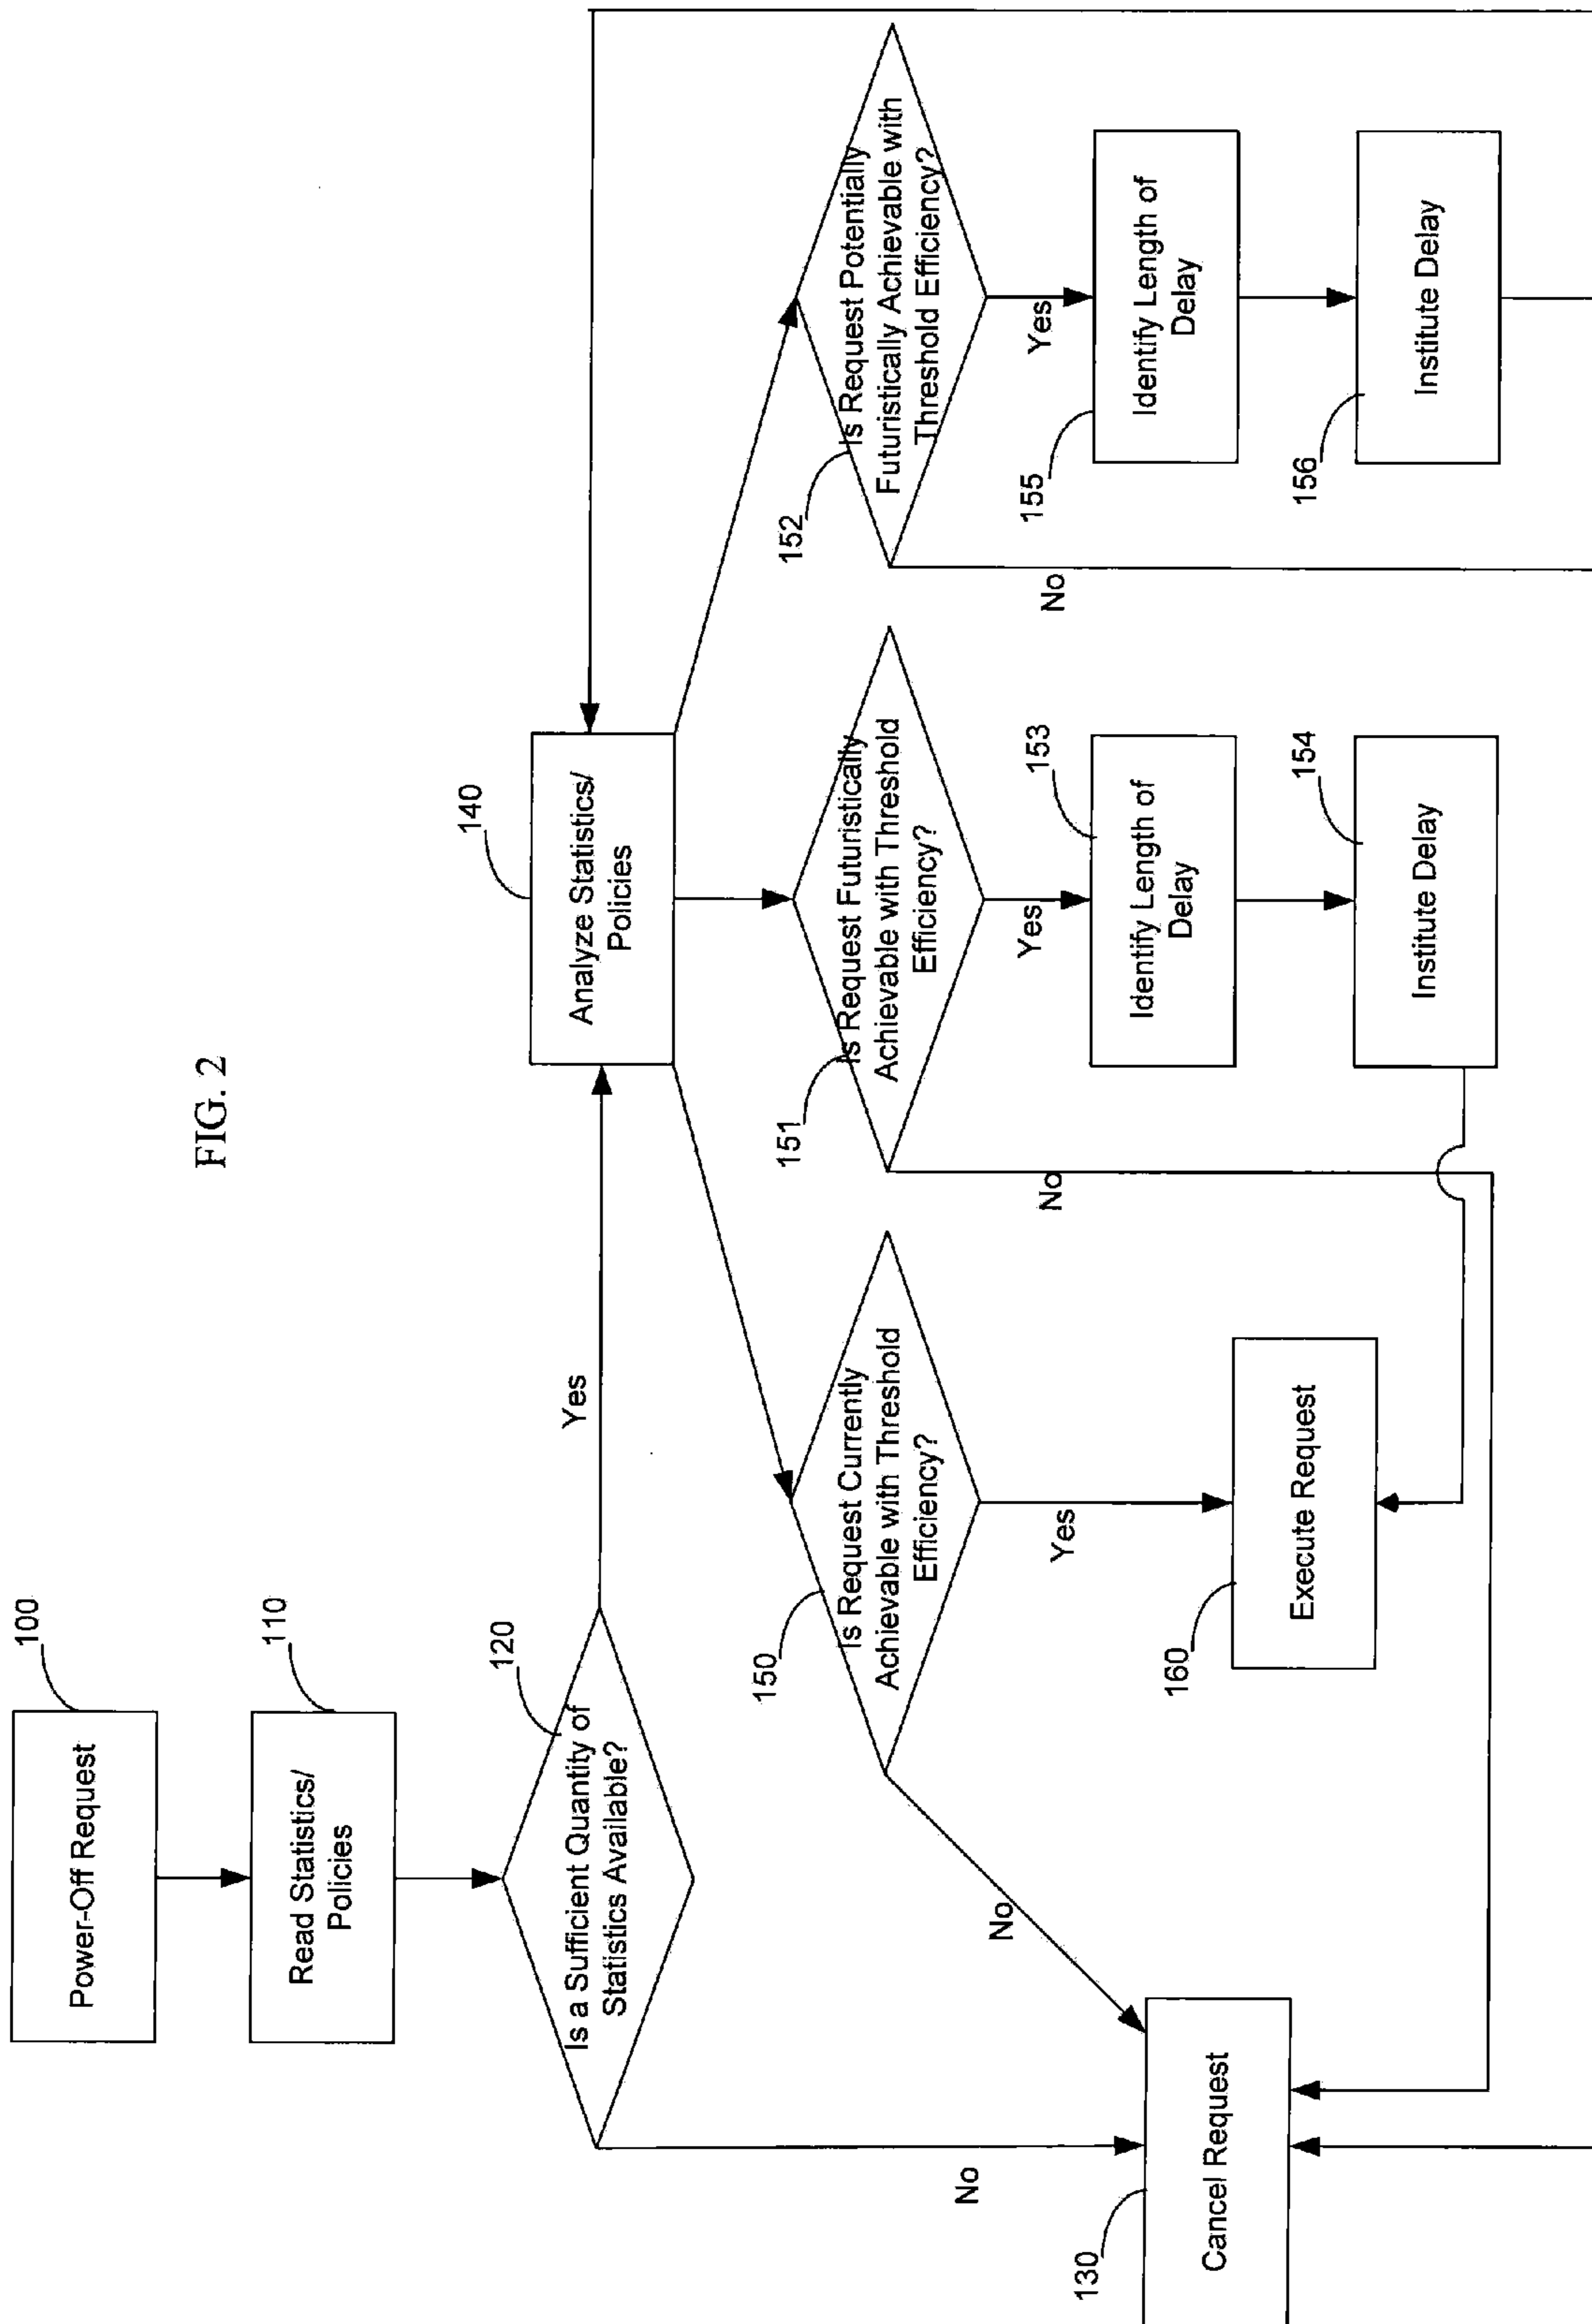 FIG. 2
Power-Off Request
100
Read Statistics/
Policies
110
Is a Sufficient Quantity of
Statistics Available?
120
Yes
No
Analyze Statistics/
Policies
140
Cancel Request
130
Is Request Currently
Achievable with Threshold
Efficiency?
150
No
Yes
Execute Request
160
Is Request Futuristically
Achievable with Threshold
Efficiency?
151
No
Yes
Identify Length of
Delay
153
Institute Delay
154
Is Request Potentially
Futuristically Achievable with
Threshold Efficiency?
152
No
Yes
Identify Length of
Delay
155
Institute Delay
156